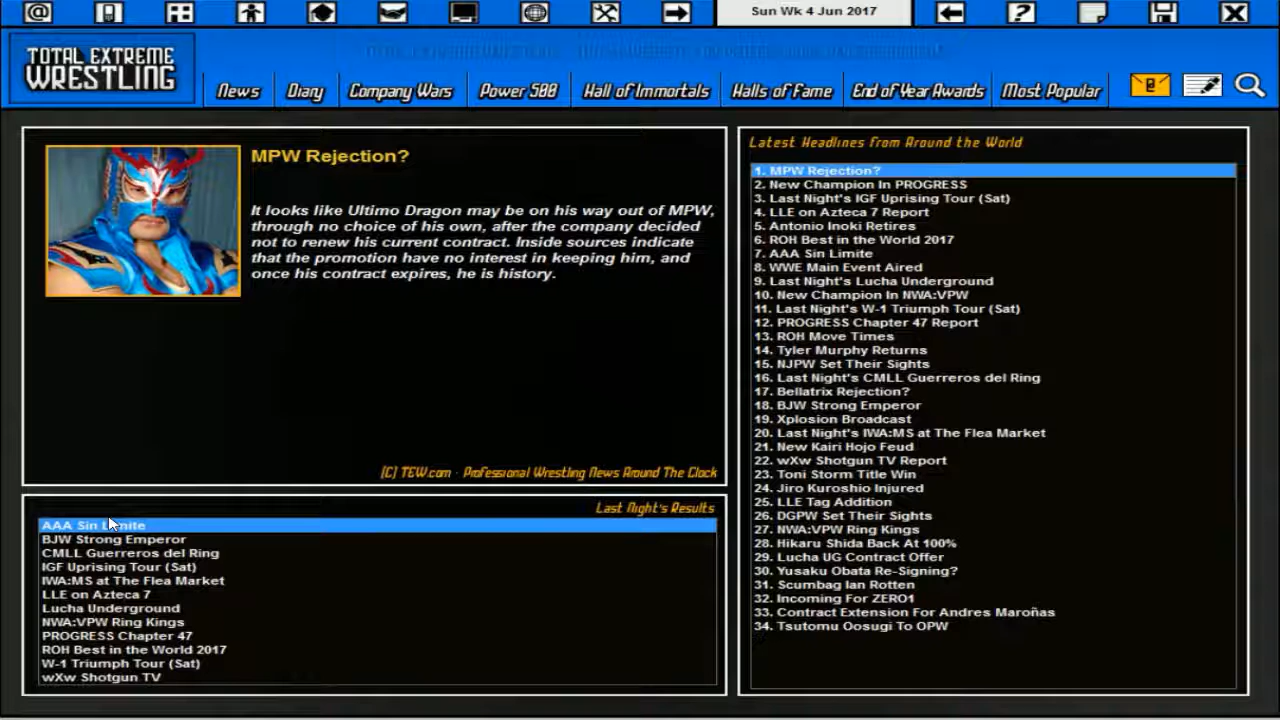 Sun Wk 4 Jun 2017
TOTAL EXTREME
WRESTLING
News
Diary
Company Wars
Power 500
Hall of Immortals
Halls of Fame
End of Year Awards
Most Popular
MPW Rejection?
It looks like Ultimo Dragon may be on his way out of MPW,
through no choice of his own, after the company decided
not to renew his current contract. Inside sources indicate
that the promotion have no interest in keeping him, and
once his contract expires, he is history.
(C) TEW.com - Professional Wrestling News Around The Clock
Last Night's Results
AAA Sin Limite
BJW Strong Emperor
CMLL Guerreros del Ring
IGF Uprising Tour (Sat)
IWA:MS at The Flea Market
LLE on Azteca 7
Lucha Underground
NWA:VPW Ring Kings
PROGRESS Chapter 47
ROH Best in the World 2017
W-1 Triumph Tour (Sat)
wXw Shotgun TV
Latest Headlines From Around the World
1. MPW Rejection?
2. New Champion In PROGRESS
3. Last Night's IGF Uprising Tour (Sat)
4. LLE on Azteca 7 Report
5. Antonio Inoki Retires
6. ROH Best in the World 2017
7. AAA Sin Limite
8. WWE Main Event Aired
9. Last Night's Lucha Underground
10. New Champion In NWA:VPW
11. Last Night's W-1 Triumph Tour (Sat)
12. PROGRESS Chapter 47 Report
13. ROH Move Times
14. Tyler Murphy Returns
15. NJPW Set Their Sights
16. Last Night's CMLL Guerreros del Ring
17. Bellatrix Rejection?
18. BJW Strong Emperor
19. Xplosion Broadcast
20. Last Night's IWA:MS at The Flea Market
21. New Kairi Hojo Feud
22. wXw Shotgun TV Report
23. Toni Storm Title Win
24. Jiro Kuroshio Injured
25. LLE Tag Addition
26. DGPW Set Their Sights
27. NWA:VPW Ring Kings
28. Hikaru Shida Back At 100%
29. Lucha UG Contract Offer
30. Yusaku Obata Re-Signing?
31. Scumbag Ian Rotten
32. Incoming For ZERO1
33. Contract Extension For Andres Maroñas
34. Tsutomu Oosugi To OPW